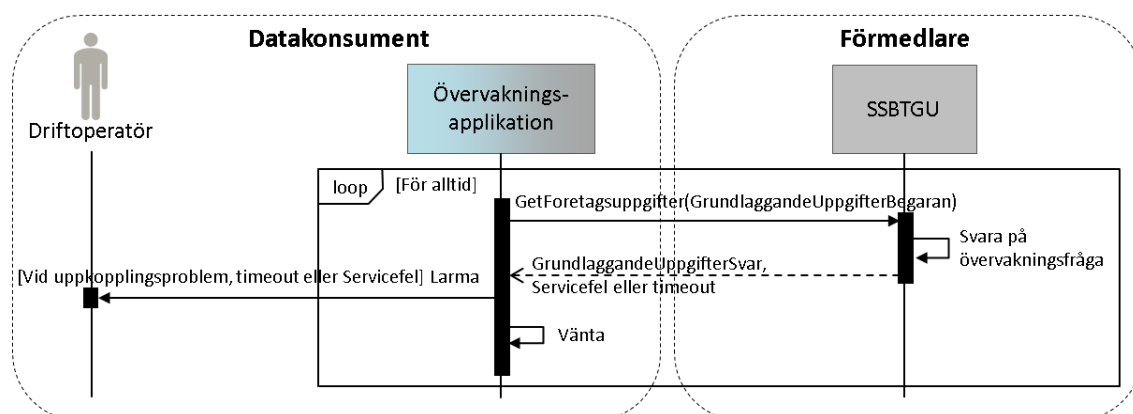 Datakonsument
Förmedlare
Driftoperatör
Övervaknings-
applikation
SSBTGU
loop
[För alltid]
GetForetagsuppgifter(GrundlaggandeUppgifterBegaran)
Svara på
övervakningsfråga
GrundlaggandeUppgifterSvar,
Servicefel eller timeout
[Vid uppkopplingsproblem, timeout eller Servicefel] Larma
Vänta